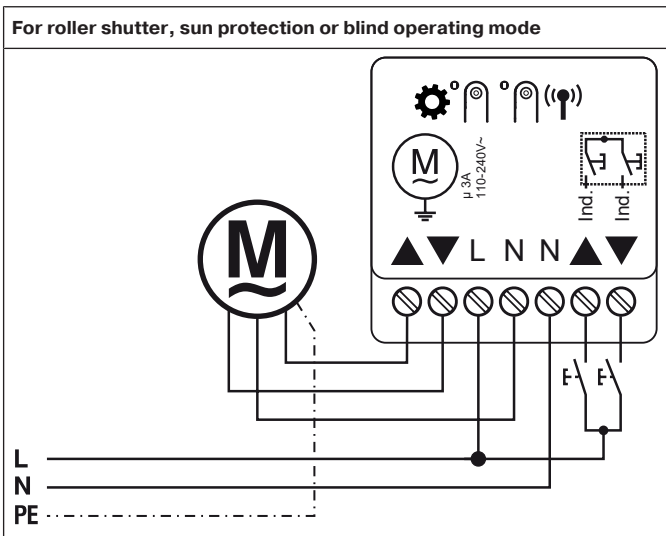 For roller shutter, sun protection or blind operating mode
M
µ 3A
110-240V~
Ind.
Ind.
▲ ▼ L N N ▲ ▼
M
L
N
PE